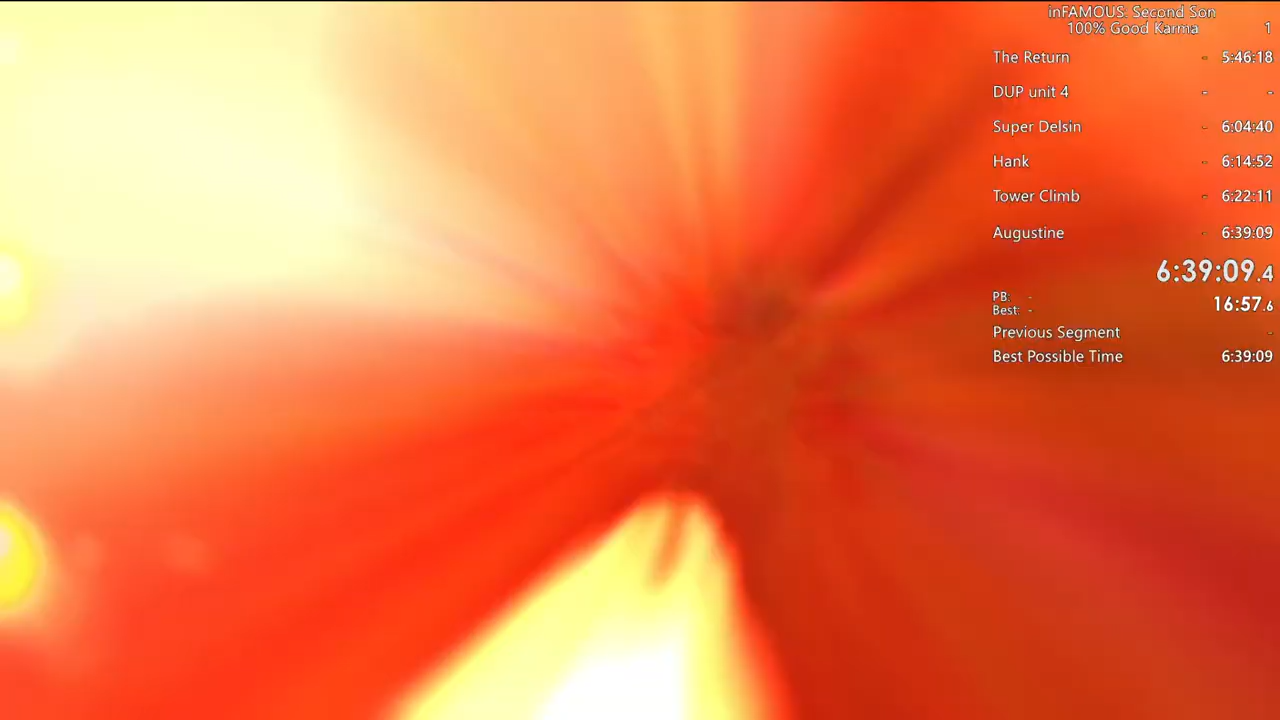 inFAMOUS: Second Son
100% Good Karma 1
The Return - 5:46:18
DUP unit 4 - -
Super Delsin - 6:04:40
Hank - 6:14:52
Tower Climb - 6:22:11
Augustine - 6:39:09
6:39:09.4
PB: - 16:57.6
Best: -
Previous Segment -
Best Possible Time 6:39:09